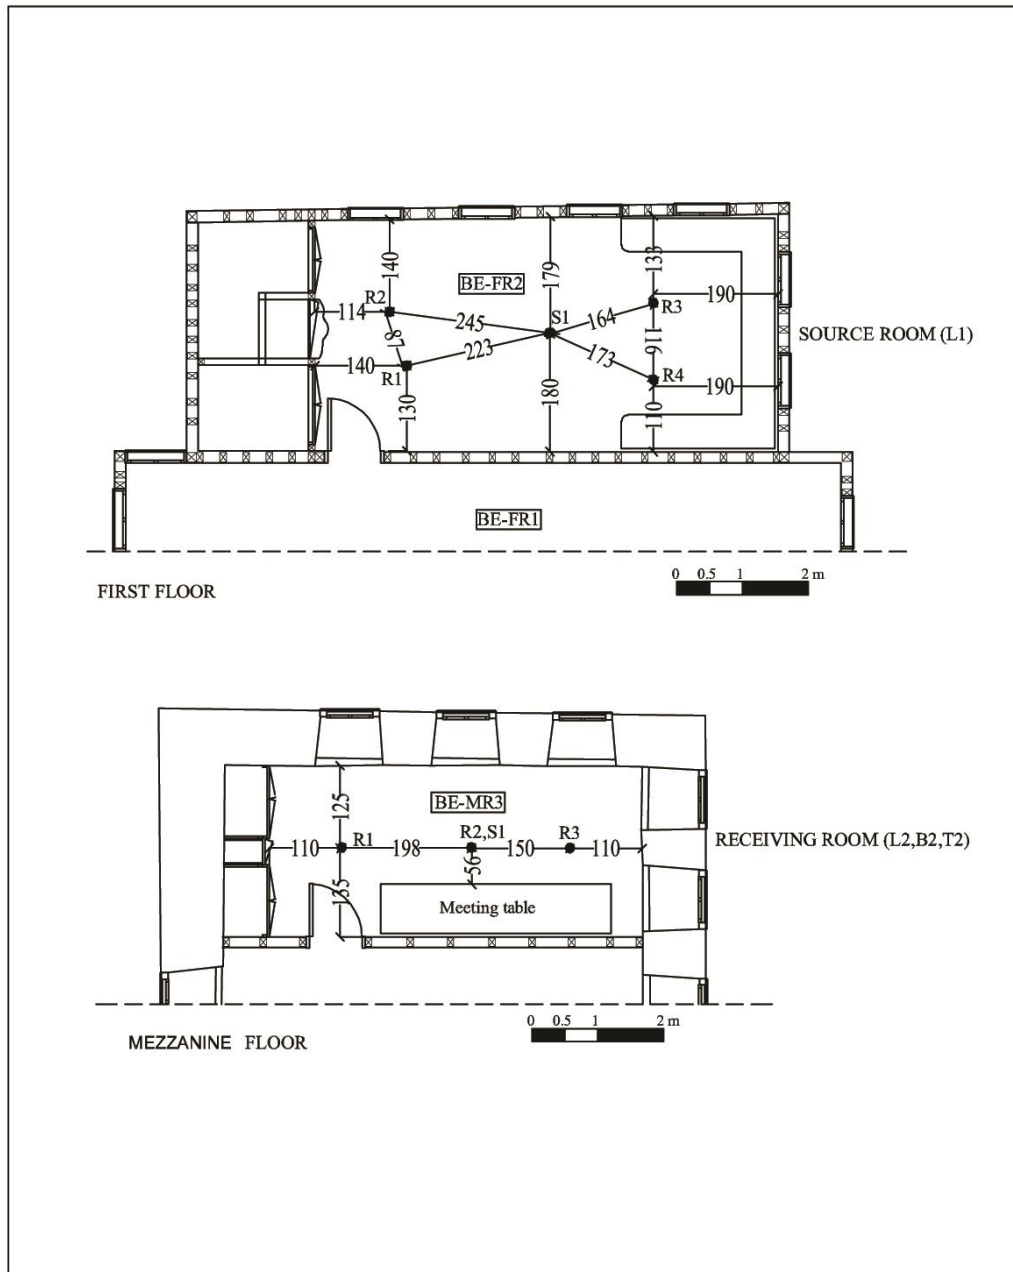 140
179
133
BE-FR2
190
R2
114
245
S1
164
R3
SOURCE ROOM (L1)
87
223
116
140
R1
173
R4
190
130
180
110
BE-FR1
FIRST FLOOR
0 0.5 1 2 m
125
BE-MR3
110
R1
198
R2,S1
150
R3
110
RECEIVING ROOM (L2,B2,T2)
56
135
Meeting table
0 0.5 1 2 m
MEZZANINE FLOOR